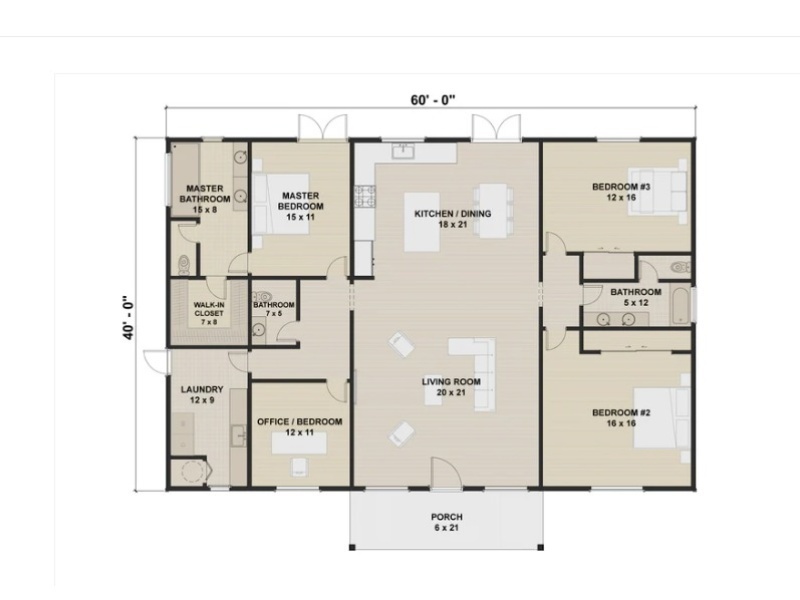 60' - 0"
40' - 0"
MASTER
BATHROOM
15 x 8
MASTER
BEDROOM
15 x 11
KITCHEN / DINING
18 x 21
BEDROOM #3
12 x 16
WALK-IN
CLOSET
7 x 8
BATHROOM
7 x 5
BATHROOM
5 x 12
LAUNDRY
12 x 9
OFFICE / BEDROOM
12 x 11
LIVING ROOM
20 x 21
BEDROOM #2
16 x 16
PORCH
6 x 21